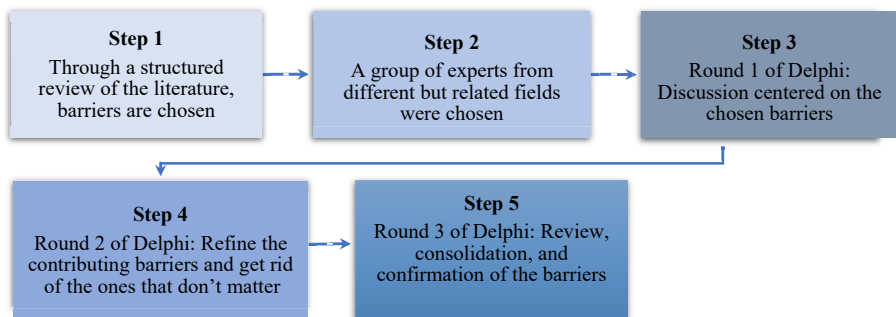 Step 1
Through a structured
review of the literature,
barriers are chosen
Step 2
A group of experts from
different but related fields
were chosen
Step 3
Round 1 of Delphi:
Discussion centered on the
chosen barriers
Step 4
Round 2 of Delphi: Refine the
contributing barriers and get rid
of the ones that don’t matter
Step 5
Round 3 of Delphi: Review,
consolidation, and
confirmation of the barriers